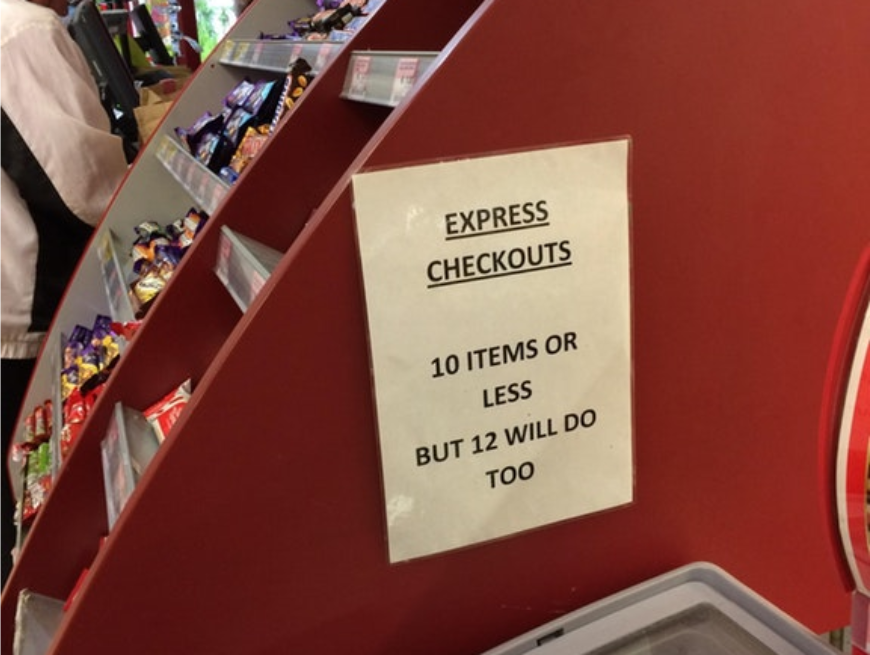 EXPRESS
CHECKOUTS
10 ITEMS OR
LESS
BUT 12 WILL DO
TOO